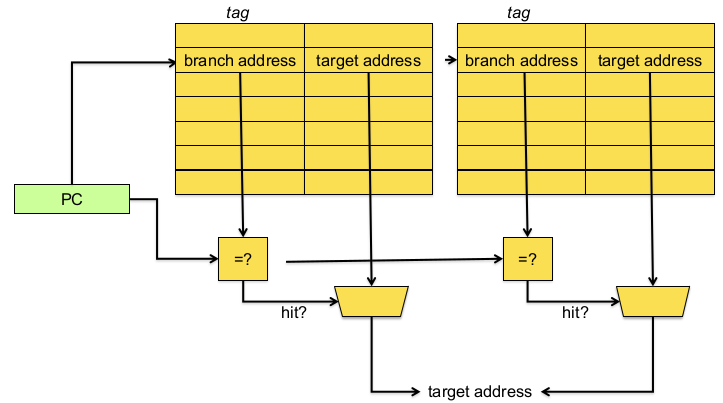 tag
tag
branch address
target address
branch address
target address
PC
=?
=?
hit?
hit?
target address